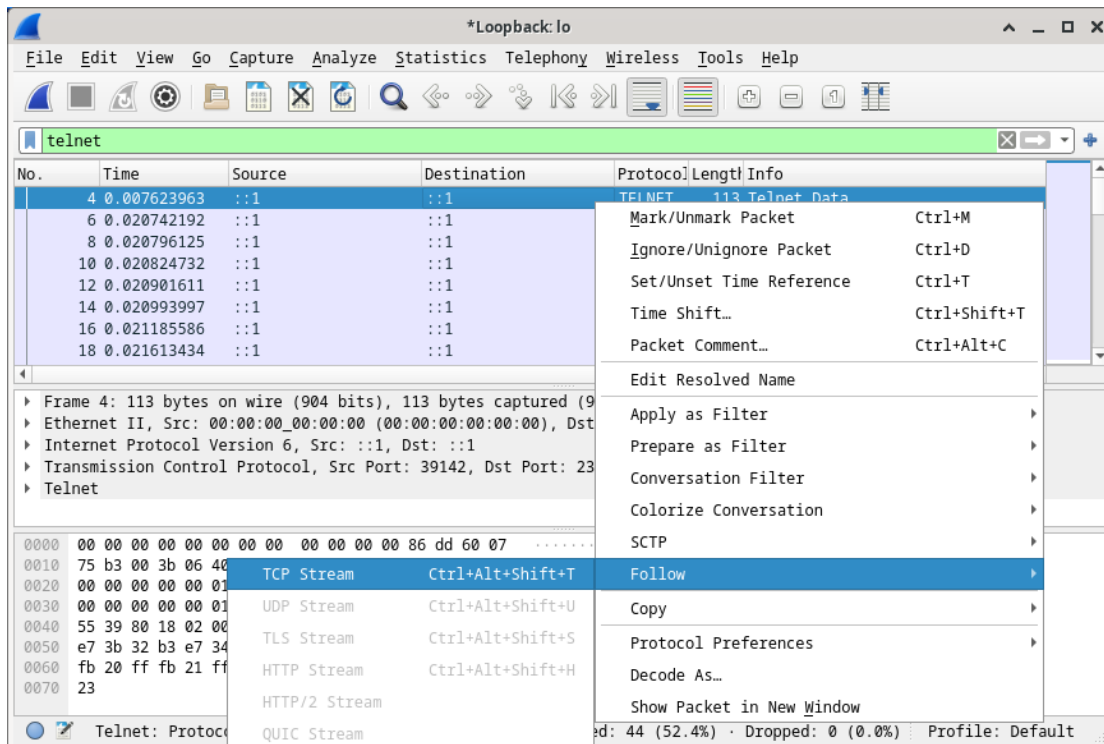 *Loopback: lo
File Edit View Go Capture Analyze Statistics Telephony Wireless Tools Help
telnet
No. Time Source Destination Protocol Length Info
4 0.007623963 ::1 ::1 TELNET 113 Telnet Data
6 0.020742192 ::1 ::1
8 0.020796125 ::1 ::1
10 0.020824732 ::1 ::1
12 0.020901611 ::1 ::1
14 0.020993997 ::1 ::1
16 0.021185586 ::1 ::1
18 0.021613434 ::1 ::1
Mark/Unmark Packet Ctrl+M
Ignore/Unignore Packet Ctrl+D
Set/Unset Time Reference Ctrl+T
Time Shift… Ctrl+Shift+T
Packet Comment… Ctrl+Alt+C
Edit Resolved Name
Apply as Filter
Prepare as Filter
Conversation Filter
Colorize Conversation
SCTP
Follow
Copy
Protocol Preferences
Decode As…
Show Packet in New Window
Frame 4: 113 bytes on wire (904 bits), 113 bytes captured (9
Ethernet II, Src: 00:00:00_00:00:00 (00:00:00:00:00:00), Dst
Internet Protocol Version 6, Src: ::1, Dst: ::1
Transmission Control Protocol, Src Port: 39142, Dst Port: 23
Telnet
0000 00 00 00 00 00 00 00 00 00 00 00 00 86 dd 60 07 ·······
0010 75 b3 00 3b 06 40
0020 00 00 00 00 00 01
0030 00 00 00 00 00 01
0040 55 39 80 18 02 00
0050 e7 3b 32 b3 e7 34
0060 fb 20 ff fb 21 ff
0070 23
TCP Stream Ctrl+Alt+Shift+T
UDP Stream Ctrl+Alt+Shift+U
TLS Stream Ctrl+Alt+Shift+S
HTTP Stream Ctrl+Alt+Shift+H
HTTP/2 Stream
QUIC Stream
Telnet: Protoc
ed: 44 (52.4%) · Dropped: 0 (0.0%) Profile: Default